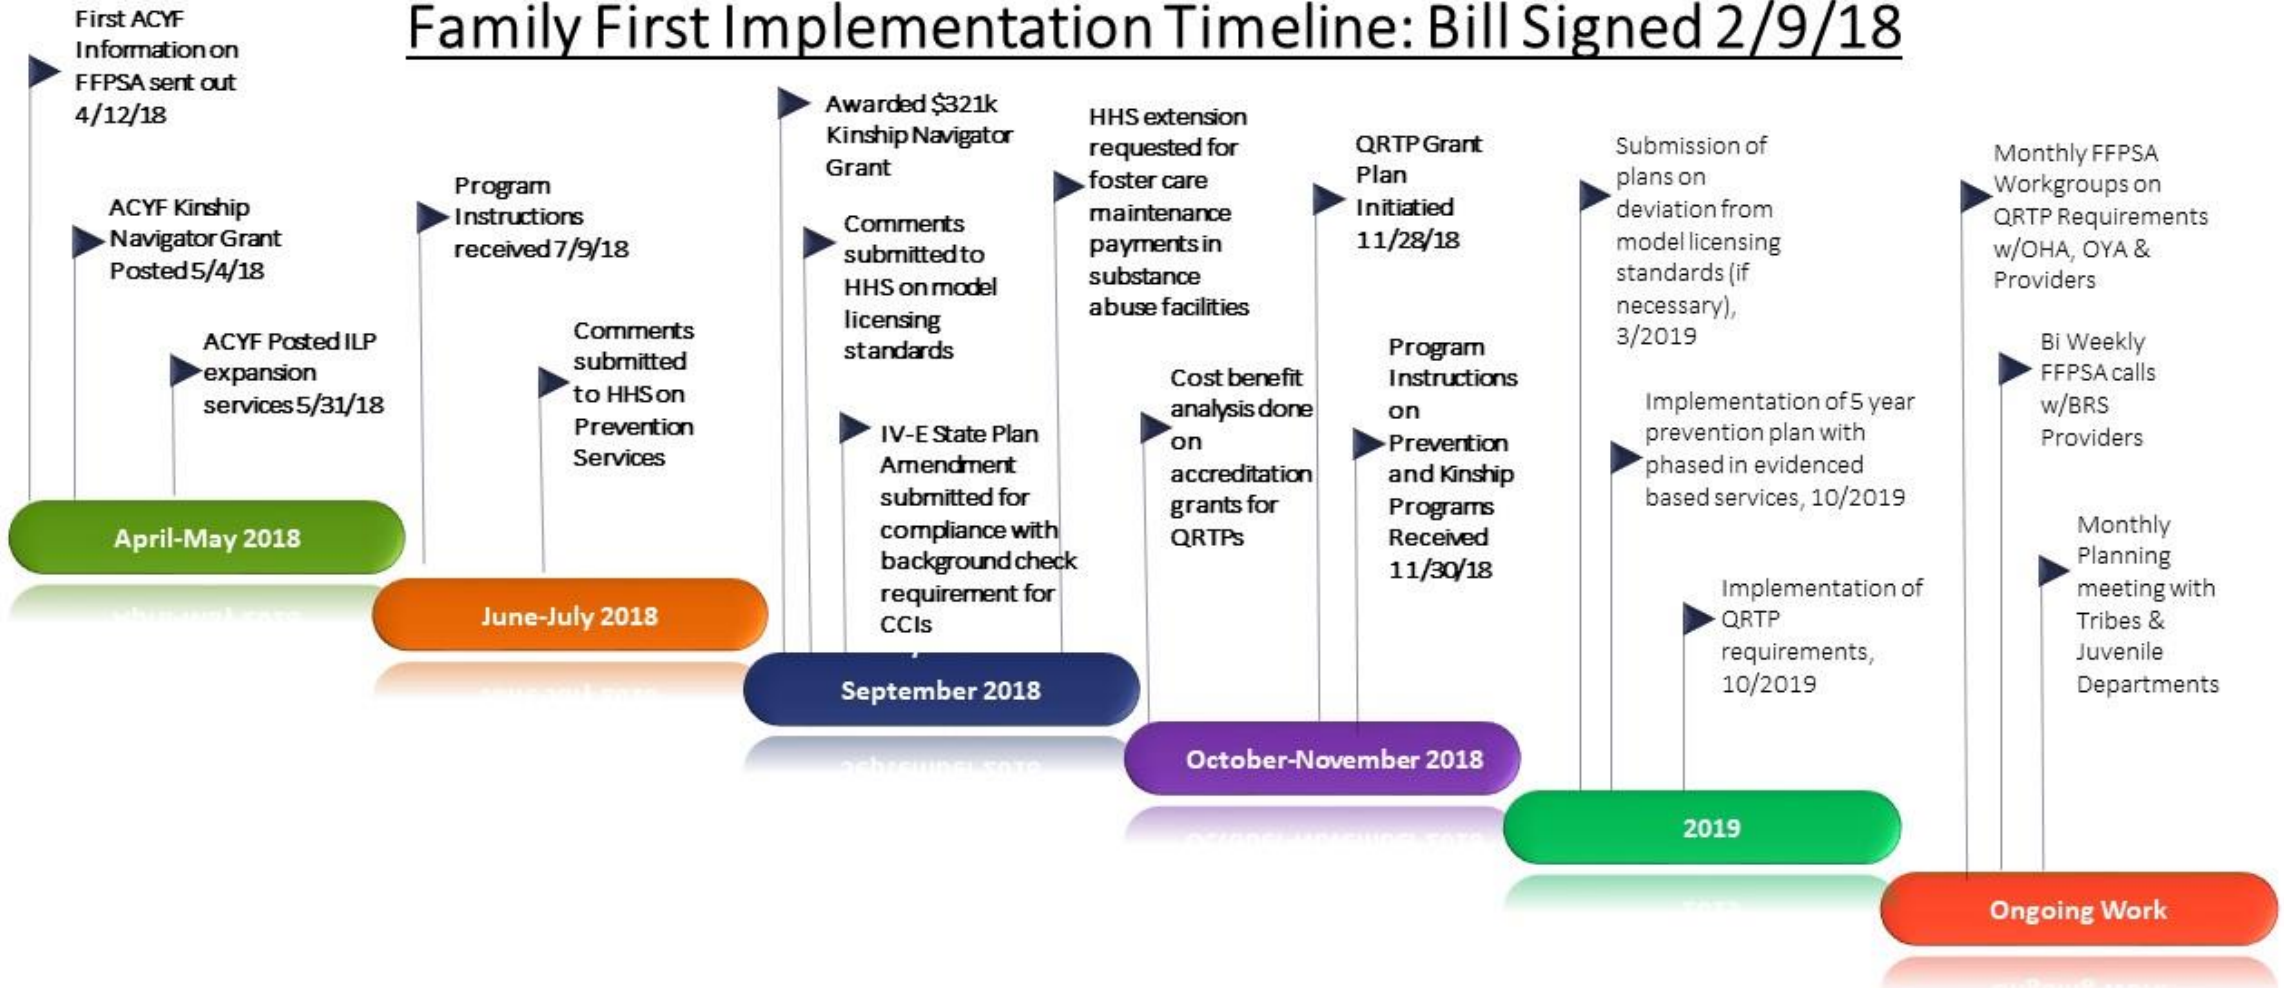 Family First Implementation Timeline: Bill Signed 2/9/18
First ACYF
Information on
FFPSA sent out
4/12/18
ACYF Kinship
Navigator Grant
Posted 5/4/18
ACYF Posted ILP
expansion
services 5/31/18
April-May 2018
Program
Instructions
received 7/9/18
Comments
submitted
to HHS on
Prevention
Services
June-July 2018
Awarded $321k
Kinship Navigator
Grant
Comments
submitted to
HHS on model
licensing
standards
IV-E State Plan
Amendment
submitted for
compliance with
background check
requirement for
CCIs
HHS extension
requested for
foster care
maintenance
payments in
substance
abuse facilities
September 2018
Cost benefit
analysis done
on
accreditation
grants for
QRTPs
QRTP Grant
Plan
Initiatied
11/28/18
Program
Instructions
on
Prevention
and Kinship
Programs
Received
11/30/18
October-November 2018
Submission of
plans on
deviation from
model licensing
standards (if
necessary),
3/2019
Implementation of 5 year
prevention plan with
phased in evidenced
based services, 10/2019
Implementation of
QRTP
requirements,
10/2019
2019
Monthly FFPSA
Workgroups on
QRTP Requirements
w/OHA, OYA &
Providers
Bi Weekly
FFPSA calls
w/BRS
Providers
Monthly
Planning
meeting with
Tribes &
Juvenile
Departments
Ongoing Work